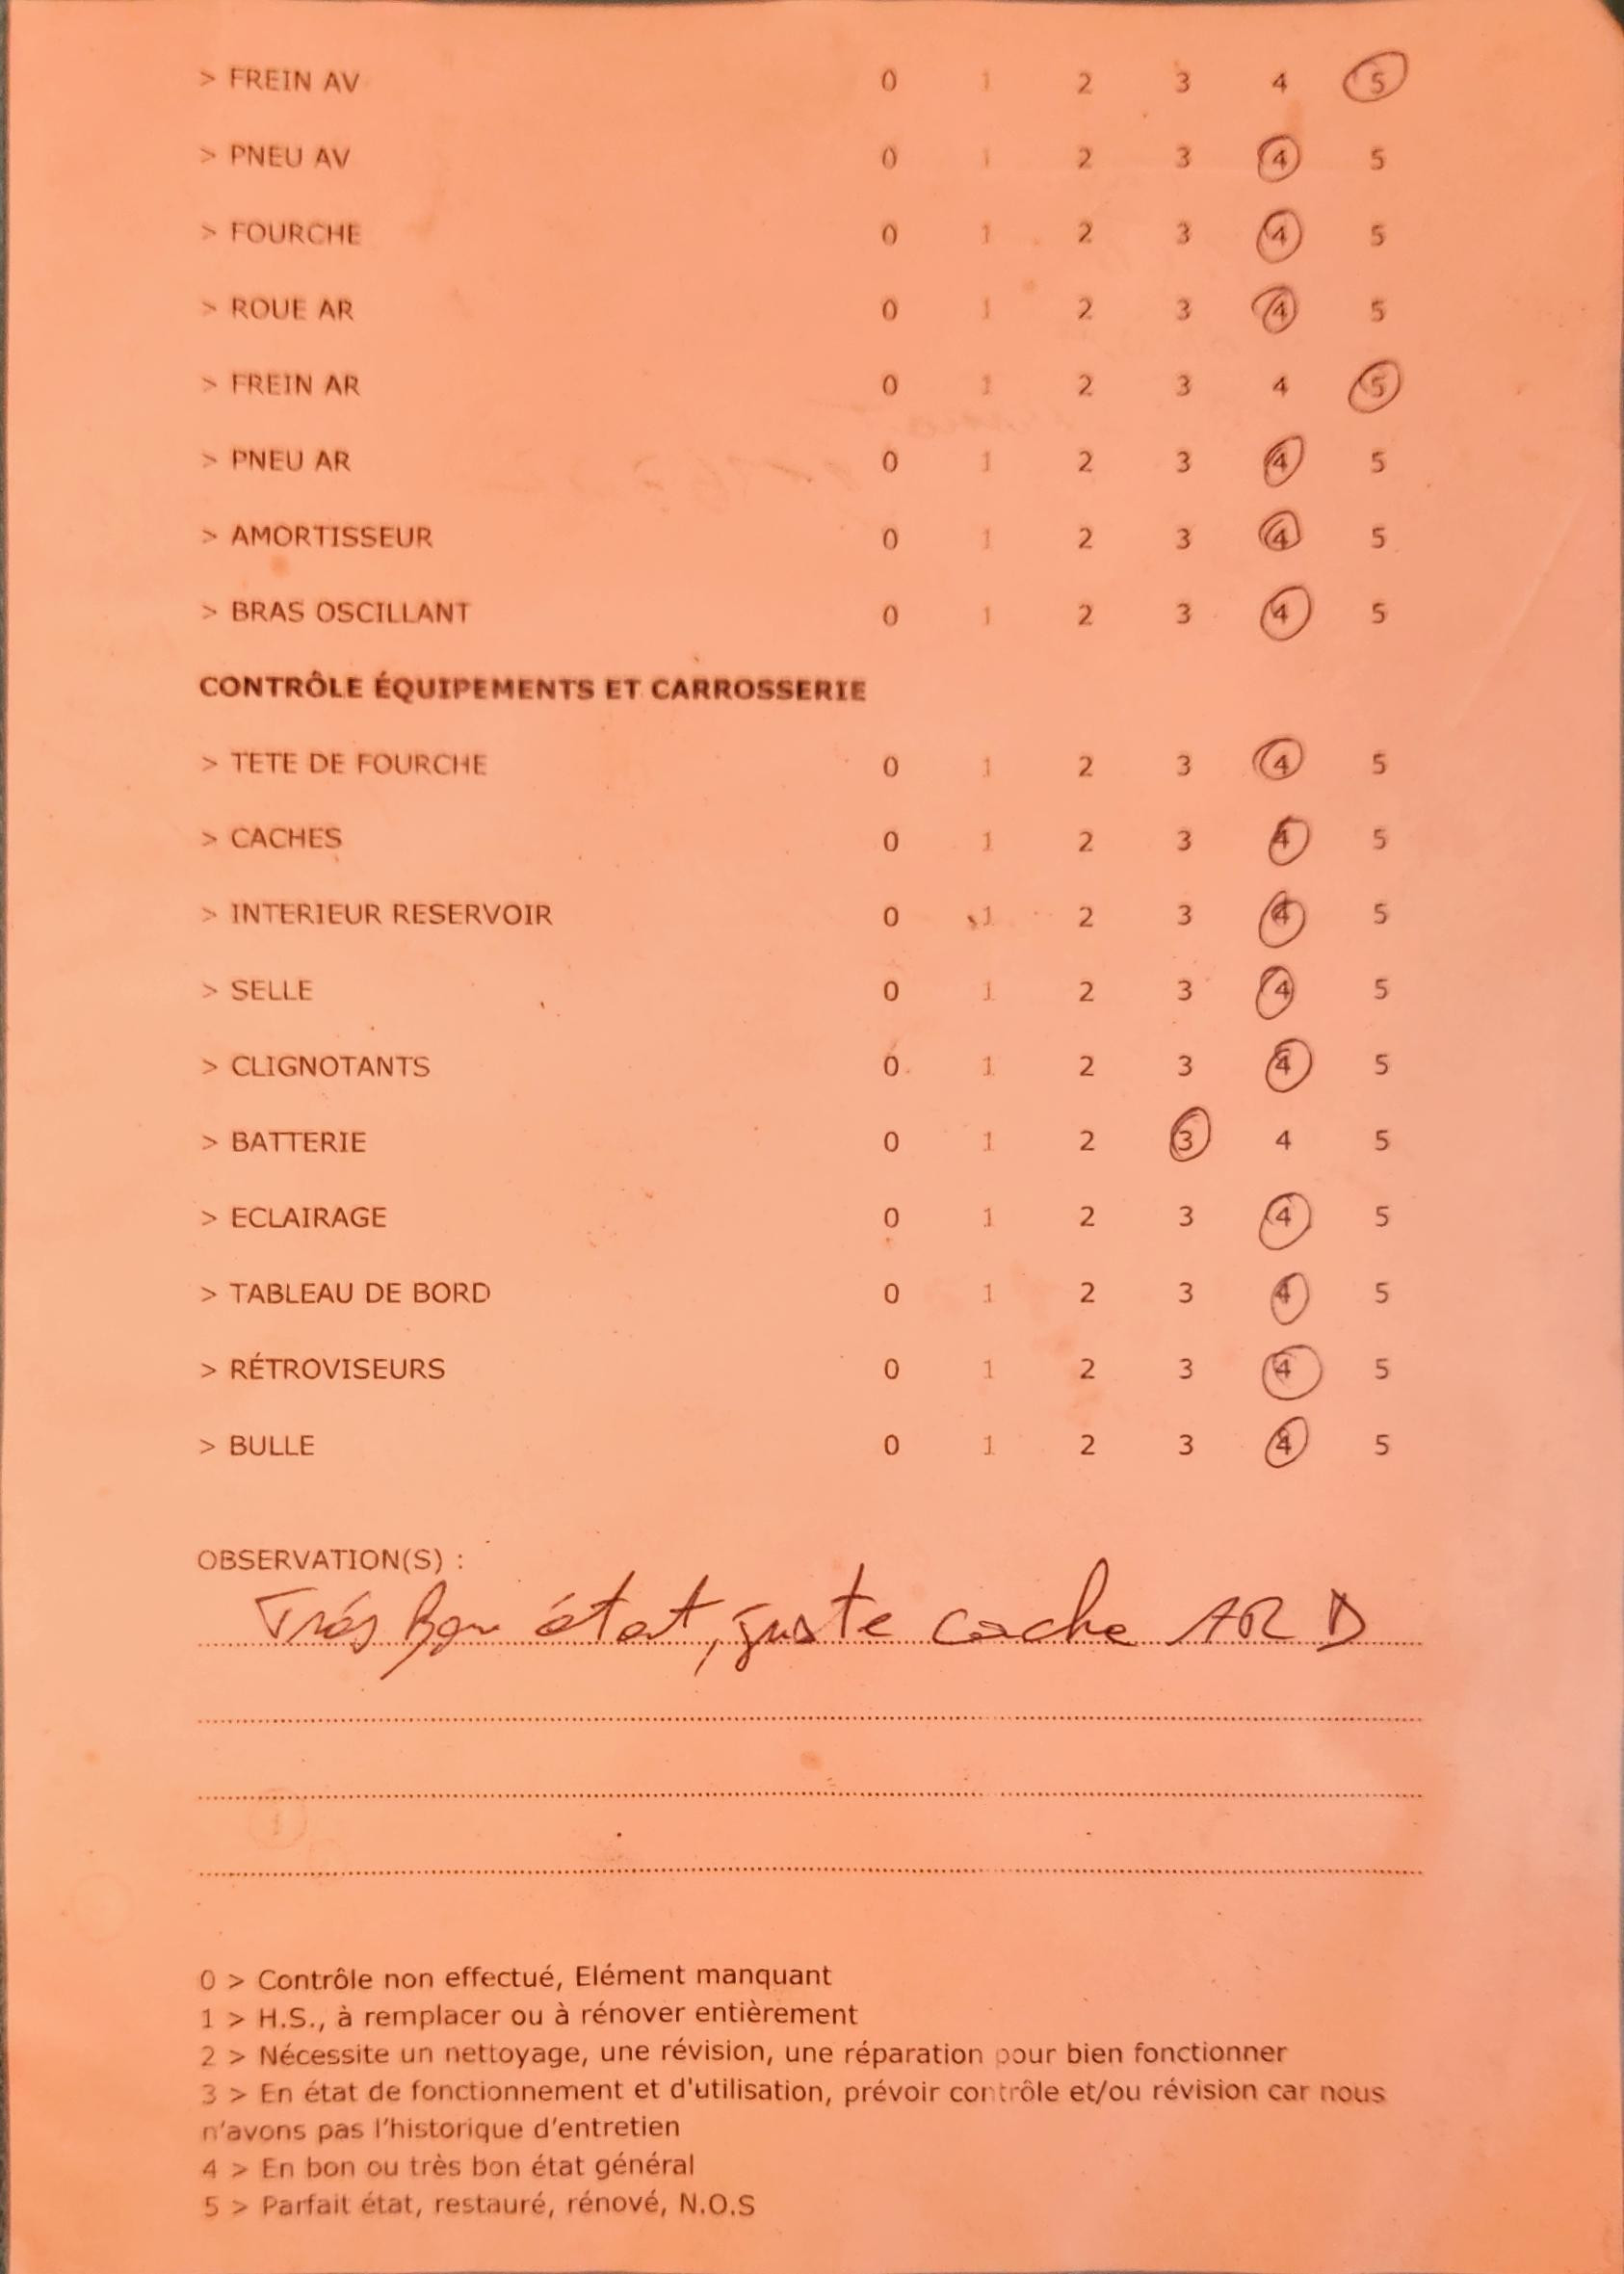 > FREIN AV 0 1 2 3 4 5
> PNEU AV 0 1 2 3 4 5
> FOURCHE 0 1 2 3 4 5
> ROUE AR 0 1 2 3 4 5
> FREIN AR 0 1 2 3 4 5
> PNEU AR 0 1 2 3 4 5
> AMORTISSEUR 0 1 2 3 4 5
> BRAS OSCILLANT 0 1 2 3 4 5
CONTRÔLE ÉQUIPEMENTS ET CARROSSERIE
> TETE DE FOURCHE 0 1 2 3 4 5
> CACHES 0 1 2 3 4 5
> INTERIEUR RESERVOIR 0 1 2 3 4 5
> SELLE 0 1 2 3 4 5
> CLIGNOTANTS 0 1 2 3 4 5
> BATTERIE 0 1 2 3 4 5
> ECLAIRAGE 0 1 2 3 4 5
> TABLEAU DE BORD 0 1 2 3 4 5
> RÉTROVISEURS 0 1 2 3 4 5
> BULLE 0 1 2 3 4 5
OBSERVATION(S) :
Trés bon état, juste cache AR D
0 > Contrôle non effectué, Elément manquant
1 > H.S., à remplacer ou à rénover entièrement
2 > Nécessite un nettoyage, une révision, une réparation pour bien fonctionner
3 > En état de fonctionnement et d'utilisation, prévoir contrôle et/ou révision car nous
n'avons pas l'historique d'entretien
4 > En bon ou très bon état général
5 > Parfait état, restauré, rénové, N.O.S